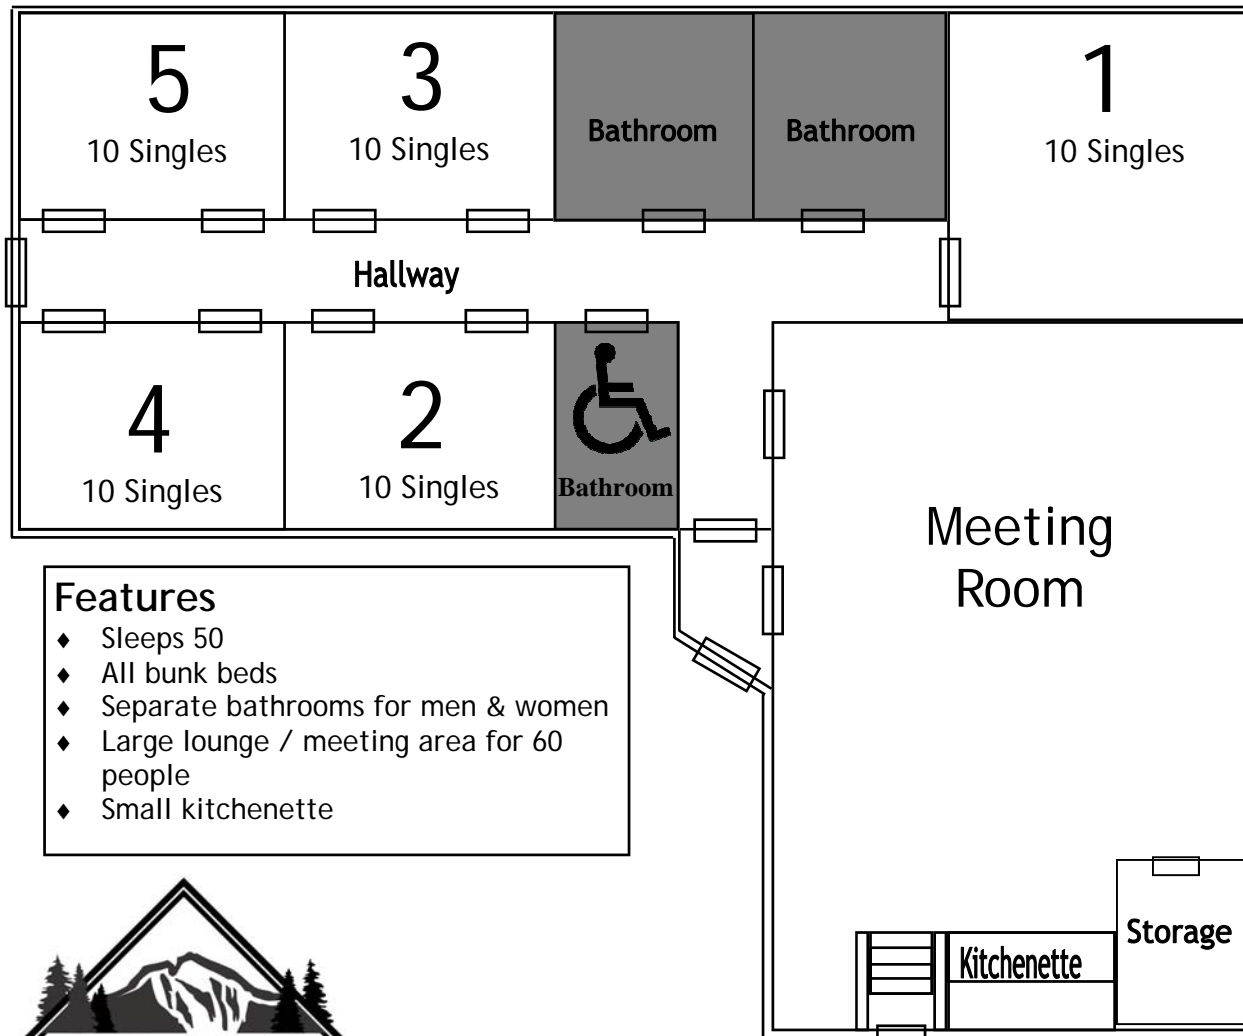 5
10 Singles
3
10 Singles
Bathroom
Bathroom
1
10 Singles
Hallway
4
10 Singles
2
10 Singles
Bathroom
Meeting
Room
Features
♦ Sleeps 50
♦ All bunk beds
♦ Separate bathrooms for men & women
♦ Large lounge / meeting area for 60
people
♦ Small kitchenette
Kitchenette
Storage